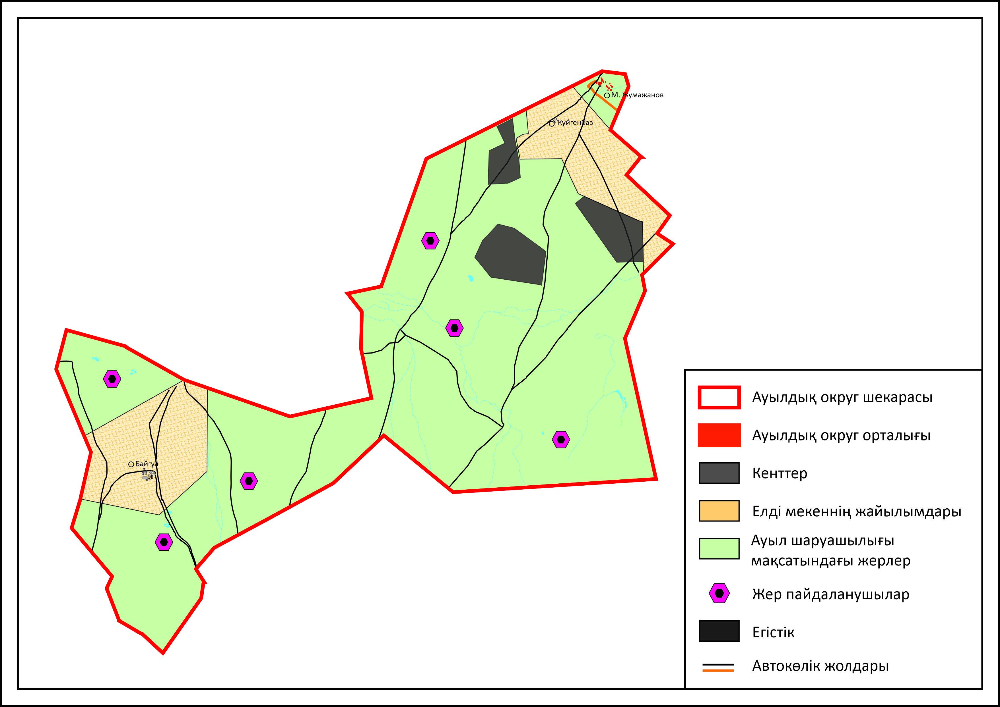 М. Жумажанов
Куйгенбаз
Байгул
Ауылдық округ шекарасы
Ауылдық округ орталығы
Кенттер
Елді мекеннің жайылымдары
Ауыл шаруашылығы
мақсатындағы жерлер
Жер пайдаланушылар
Егістік
Автокөлік жолдары